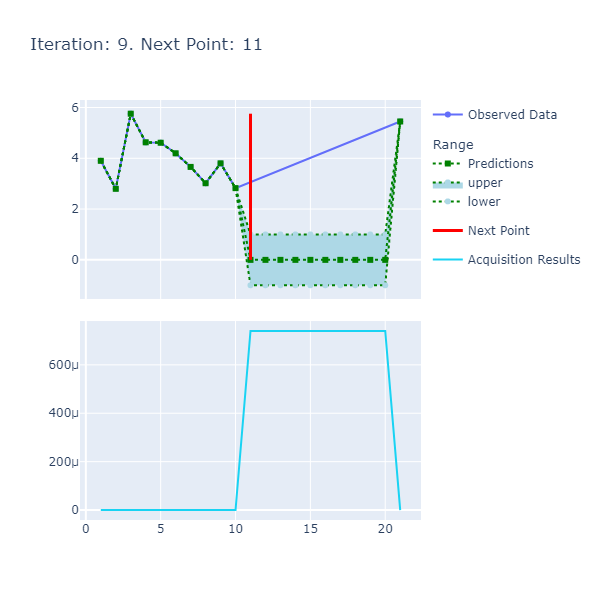 Iteration: 9. Next Point: 11
6
4
2
0
Observed Data
Range
Predictions
upper
lower
Next Point
Acquisition Results
600μ
400μ
200μ
0
0 5 10 15 20